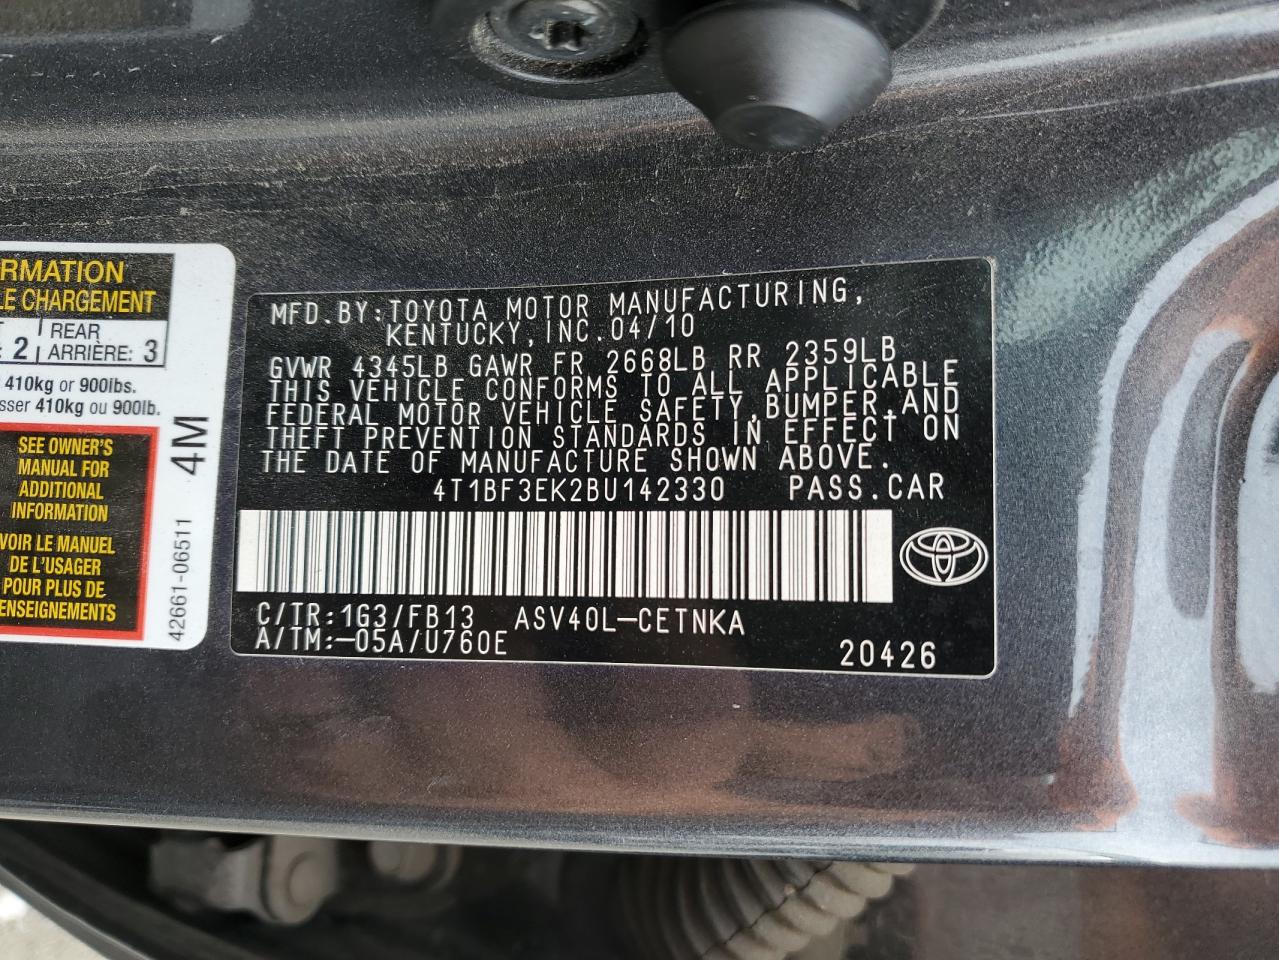 RMATION
LE CHARGEMENT
2 REAR
ARRIÈRE: 3
410kg or 900lbs.
sser 410kg ou 900lb.
SEE OWNER'S
MANUAL FOR
ADDITIONAL
INFORMATION
VOIR LE MANUEL
DE L'USAGER
POUR PLUS DE
ENSEIGNEMENTS
4M
42661-06511
MFD.BY:TOYOTA MOTOR MANUFACTURING,
KENTUCKY,INC.04/10
GVWR 4345LB GAWR FR 2668LB RR 2359LB
THIS VEHICLE CONFORMS TO ALL APPLICABLE
FEDERAL MOTOR VEHICLE SAFETY,BUMPER,AND
THEFT PREVENTION STANDARDS IN EFFECT ON
THE DATE OF MANUFACTURE SHOWN ABOVE.
4T1BF3EK2BU142330 PASS.CAR
C/TR:1G3/FB13 ASV40L-CETNKA
A/TM:-05A/U760E
20426